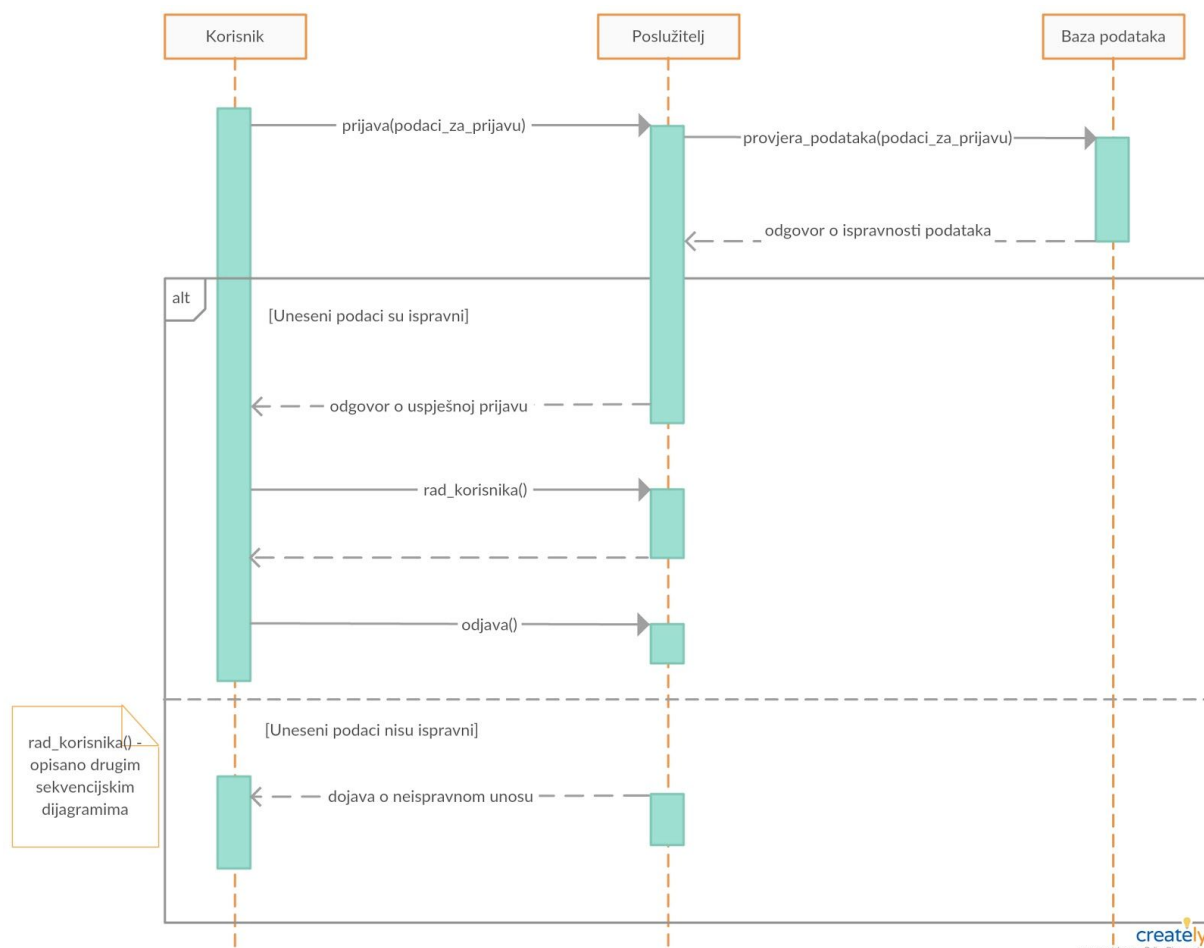 Korisnik
Poslužitelj
Baza podataka
prijava(podaci_za_prijavu)
provjera_podataka(podaci_za_prijavu)
odgovor o ispravnosti podataka
alt
[Uneseni podaci su ispravni]
odgovor o uspješnoj prijavu
rad_korisnika()
odjava()
[Uneseni podaci nisu ispravni]
rad_korisnika() -
opisano drugim
sekvencijskim
dijagramima
dojava o neispravnom unosu
creately